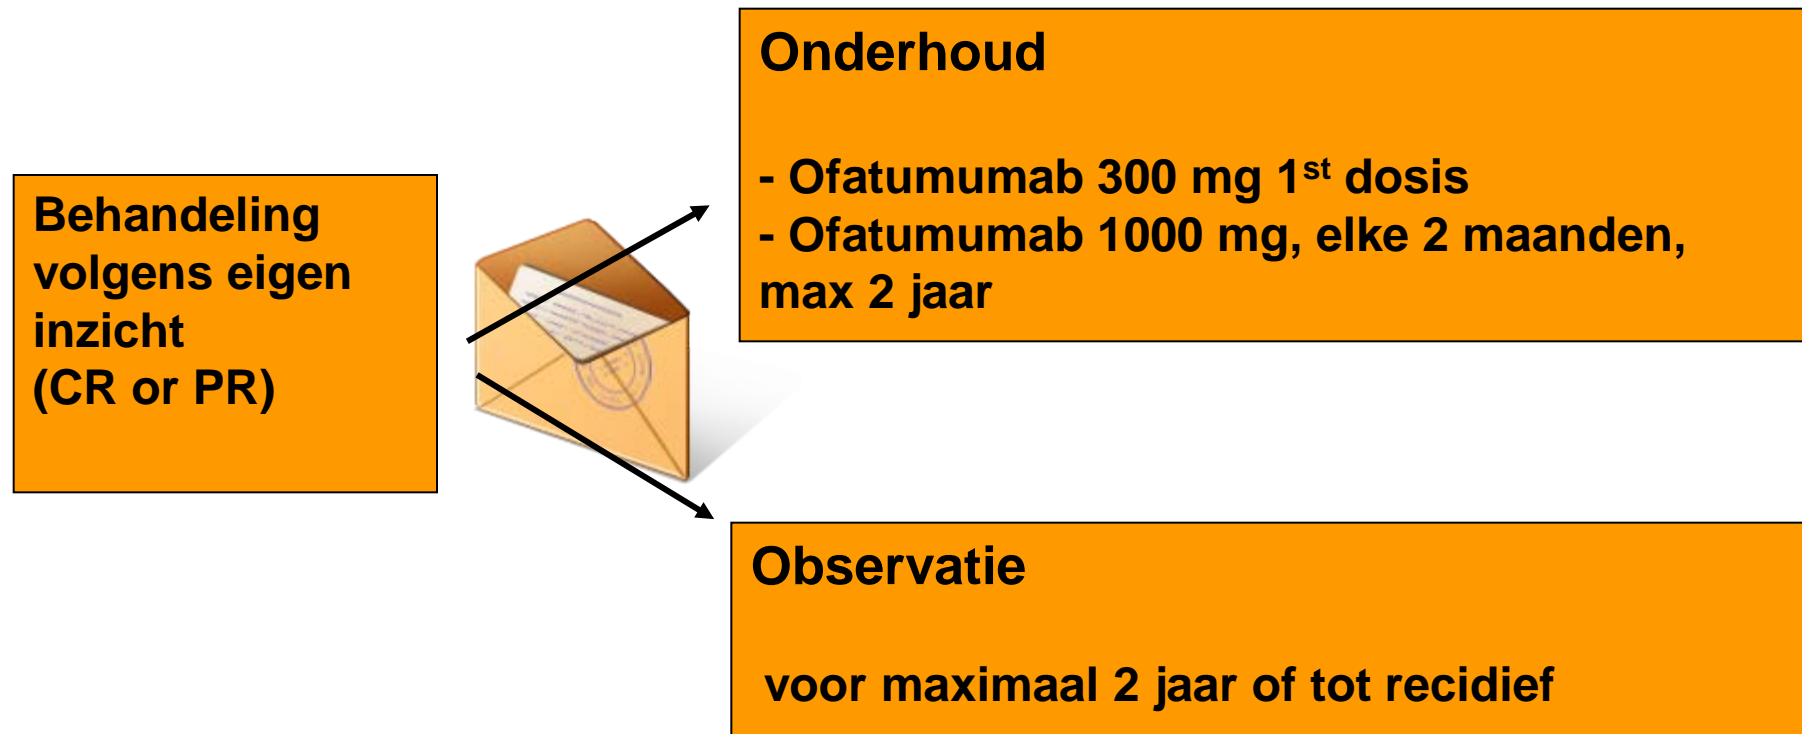 Behandeling
volgens eigen
inzicht
(CR or PR)
Onderhoud
- Ofatumumab 300 mg 1st dosis
- Ofatumumab 1000 mg, elke 2 maanden,
max 2 jaar
Observatie
voor maximaal 2 jaar of tot recidief